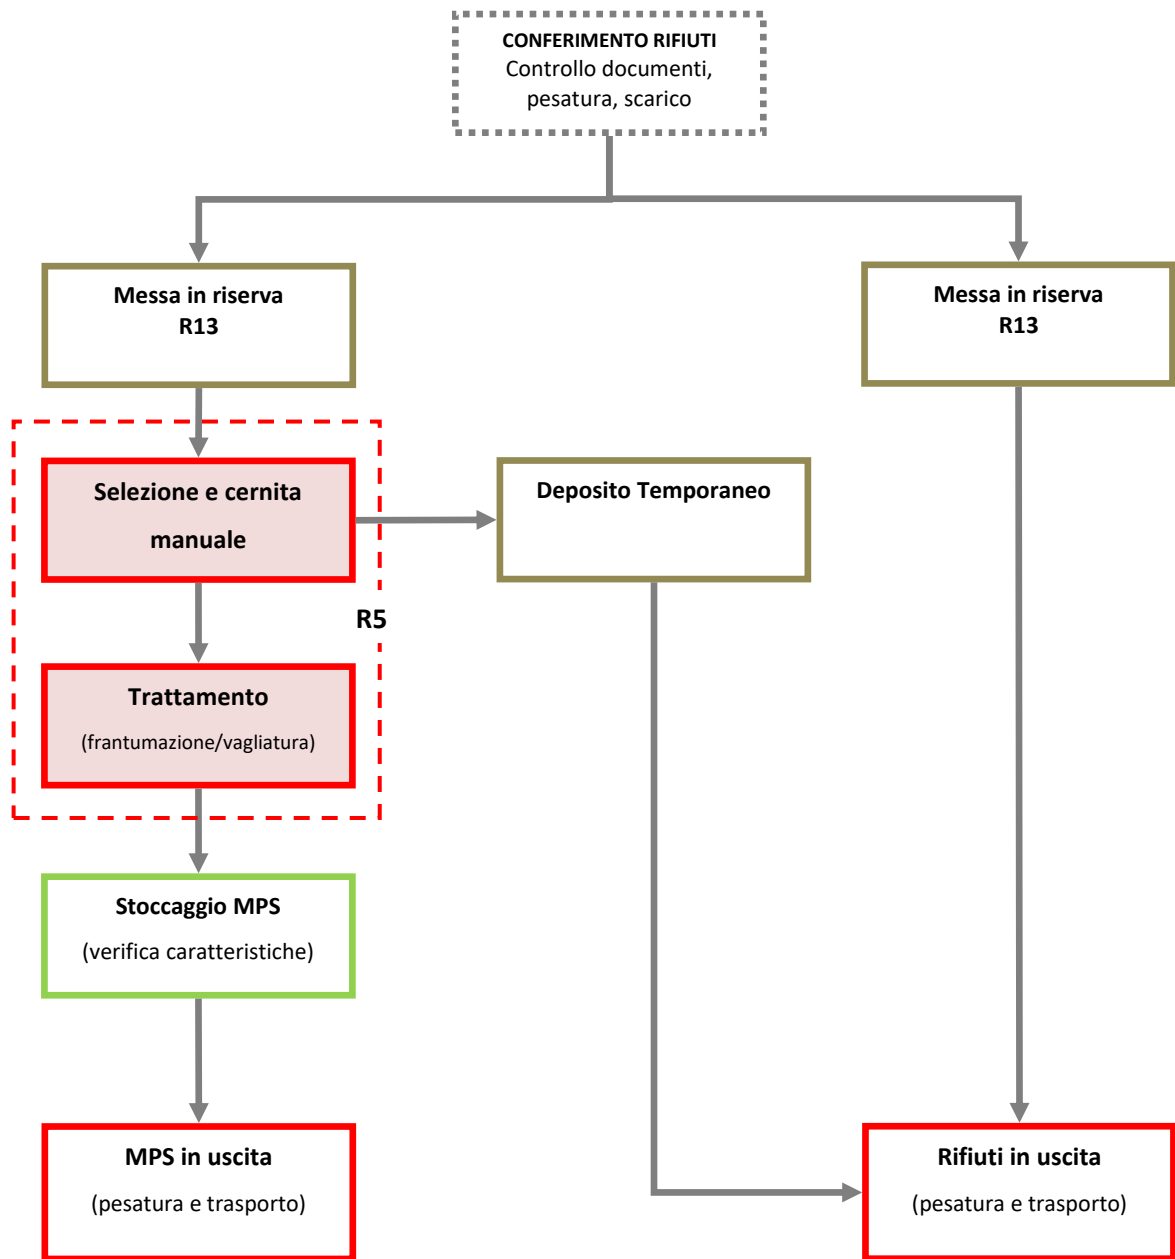 CONFERIMENTO RIFIUTI
Controllo documenti,
pesatura, scarico
Messa in riserva
R13
Messa in riserva
R13
Selezione e cernita
manuale
Deposito Temporaneo
R5
Trattamento
(frantumazione/vagliatura)
Stoccaggio MPS
(verifica caratteristiche)
MPS in uscita
(pesatura e trasporto)
Rifiuti in uscita
(pesatura e trasporto)